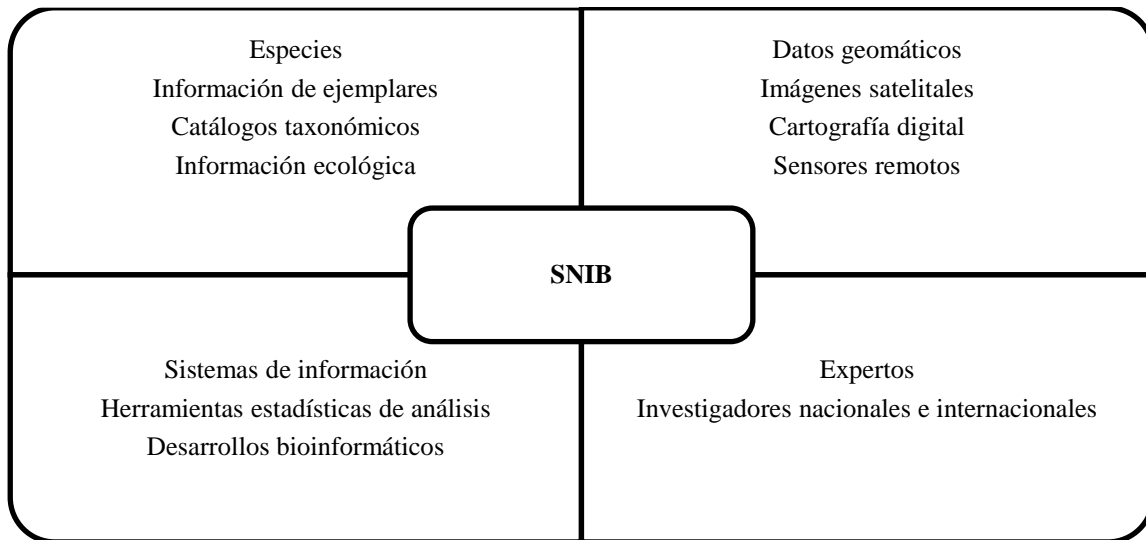 Especies
Información de ejemplares
Catálogos taxonómicos
Información ecológica
Datos geomáticos
Imágenes satelitales
Cartografía digital
Sensores remotos
SNIB
Sistemas de información
Herramientas estadísticas de análisis
Desarrollos bioinformáticos
Expertos
Investigadores nacionales e internacionales